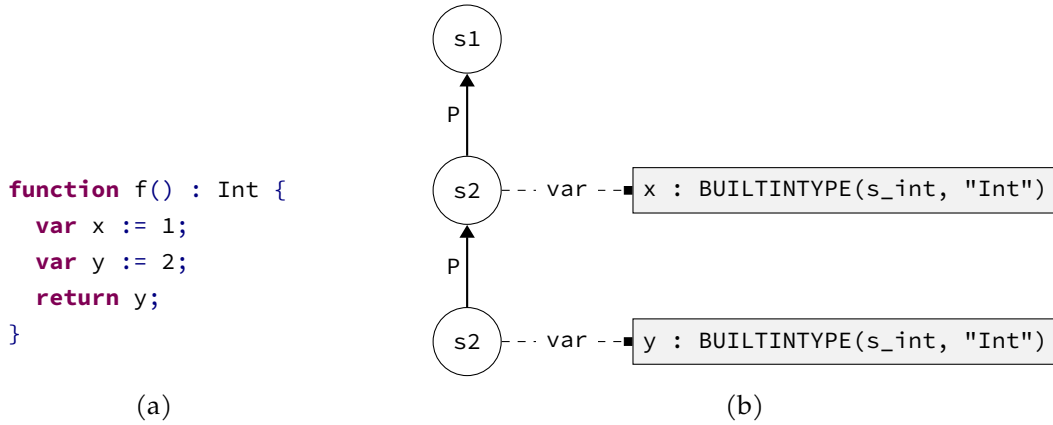 function f() : Int {
var x := 1;
var y := 2;
return y;
}
(a)
s1
P
s2 var x : BUILTINTYPE(s_int, "Int")
P
s2 var y : BUILTINTYPE(s_int, "Int")
(b)